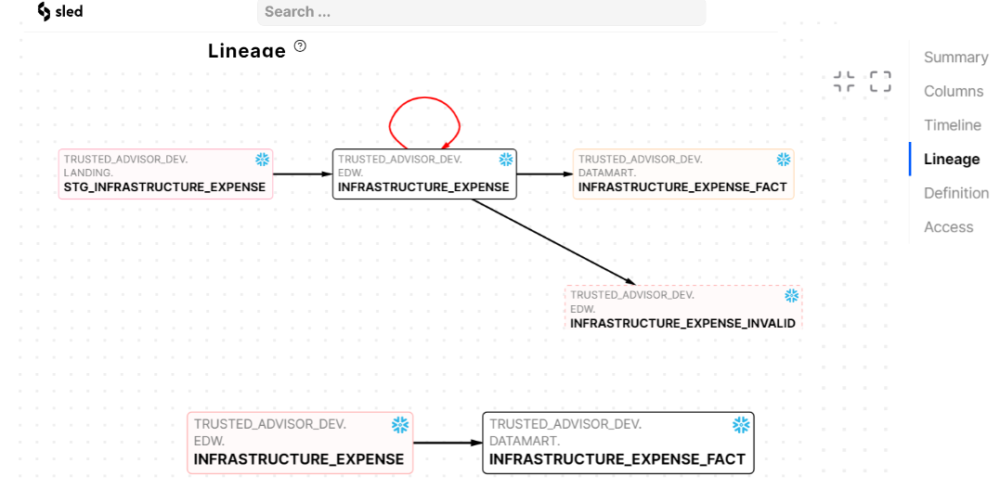 sled
Search ...
Lineage
Summary
Columns
Timeline
Lineage
Definition
Access
TRUSTED_ADVISOR_DEV.
LANDING.
STG_INFRASTRUCTURE_EXPENSE
TRUSTED_ADVISOR_DEV.
EDW.
INFRASTRUCTURE_EXPENSE
TRUSTED_ADVISOR_DEV.
DATAMART.
INFRASTRUCTURE_EXPENSE_FACT
TRUSTED_ADVISOR_DEV.
EDW.
INFRASTRUCTURE_EXPENSE_INVALID
TRUSTED_ADVISOR_DEV.
EDW.
INFRASTRUCTURE_EXPENSE
TRUSTED_ADVISOR_DEV.
DATAMART.
INFRASTRUCTURE_EXPENSE_FACT